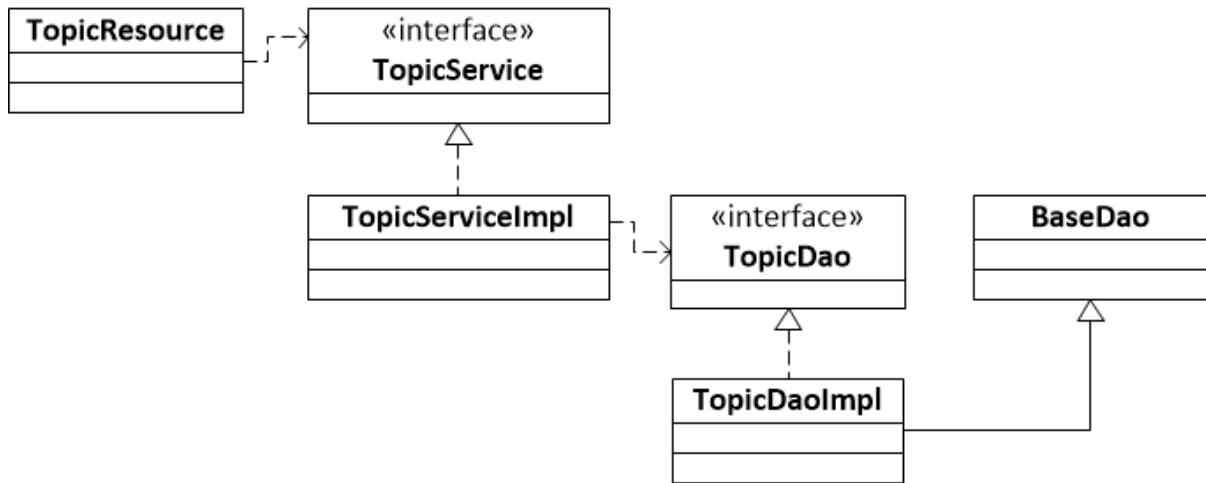 TopicResource
«interface»
TopicService
TopicServiceImpl
«interface»
TopicDao
BaseDao
TopicDaoImpl